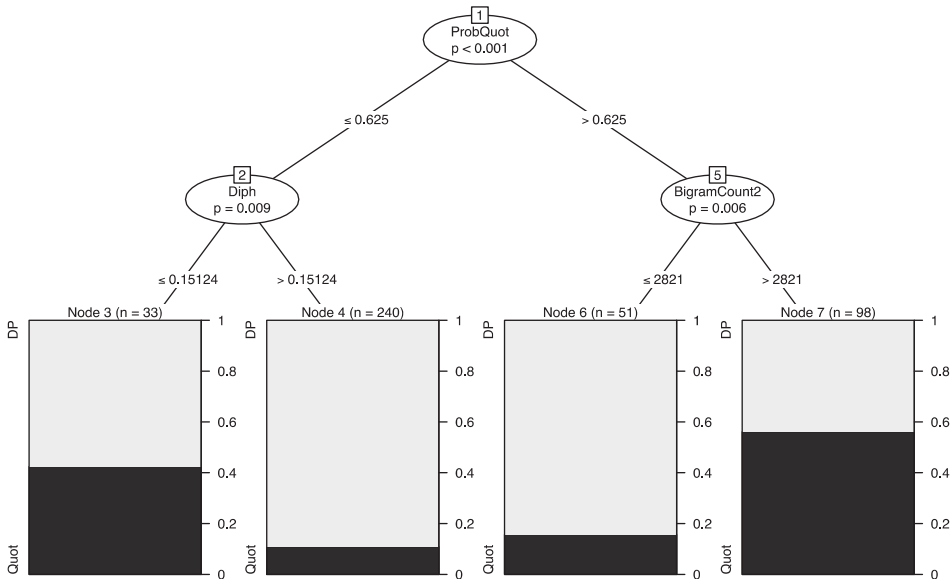 1
ProbQuot
p < 0.001
≤ 0.625
> 0.625
2
Diph
p = 0.009
5
BigramCount2
p = 0.006
≤ 0.15124
> 0.15124
≤ 2821
> 2821
Node 3 (n = 33)
DP
Quot
1
0.8
0.6
0.4
0.2
0
Node 4 (n = 240)
DP
Quot
1
0.8
0.6
0.4
0.2
0
Node 6 (n = 51)
DP
Quot
1
0.8
0.6
0.4
0.2
0
Node 7 (n = 98)
DP
Quot
1
0.8
0.6
0.4
0.2
0